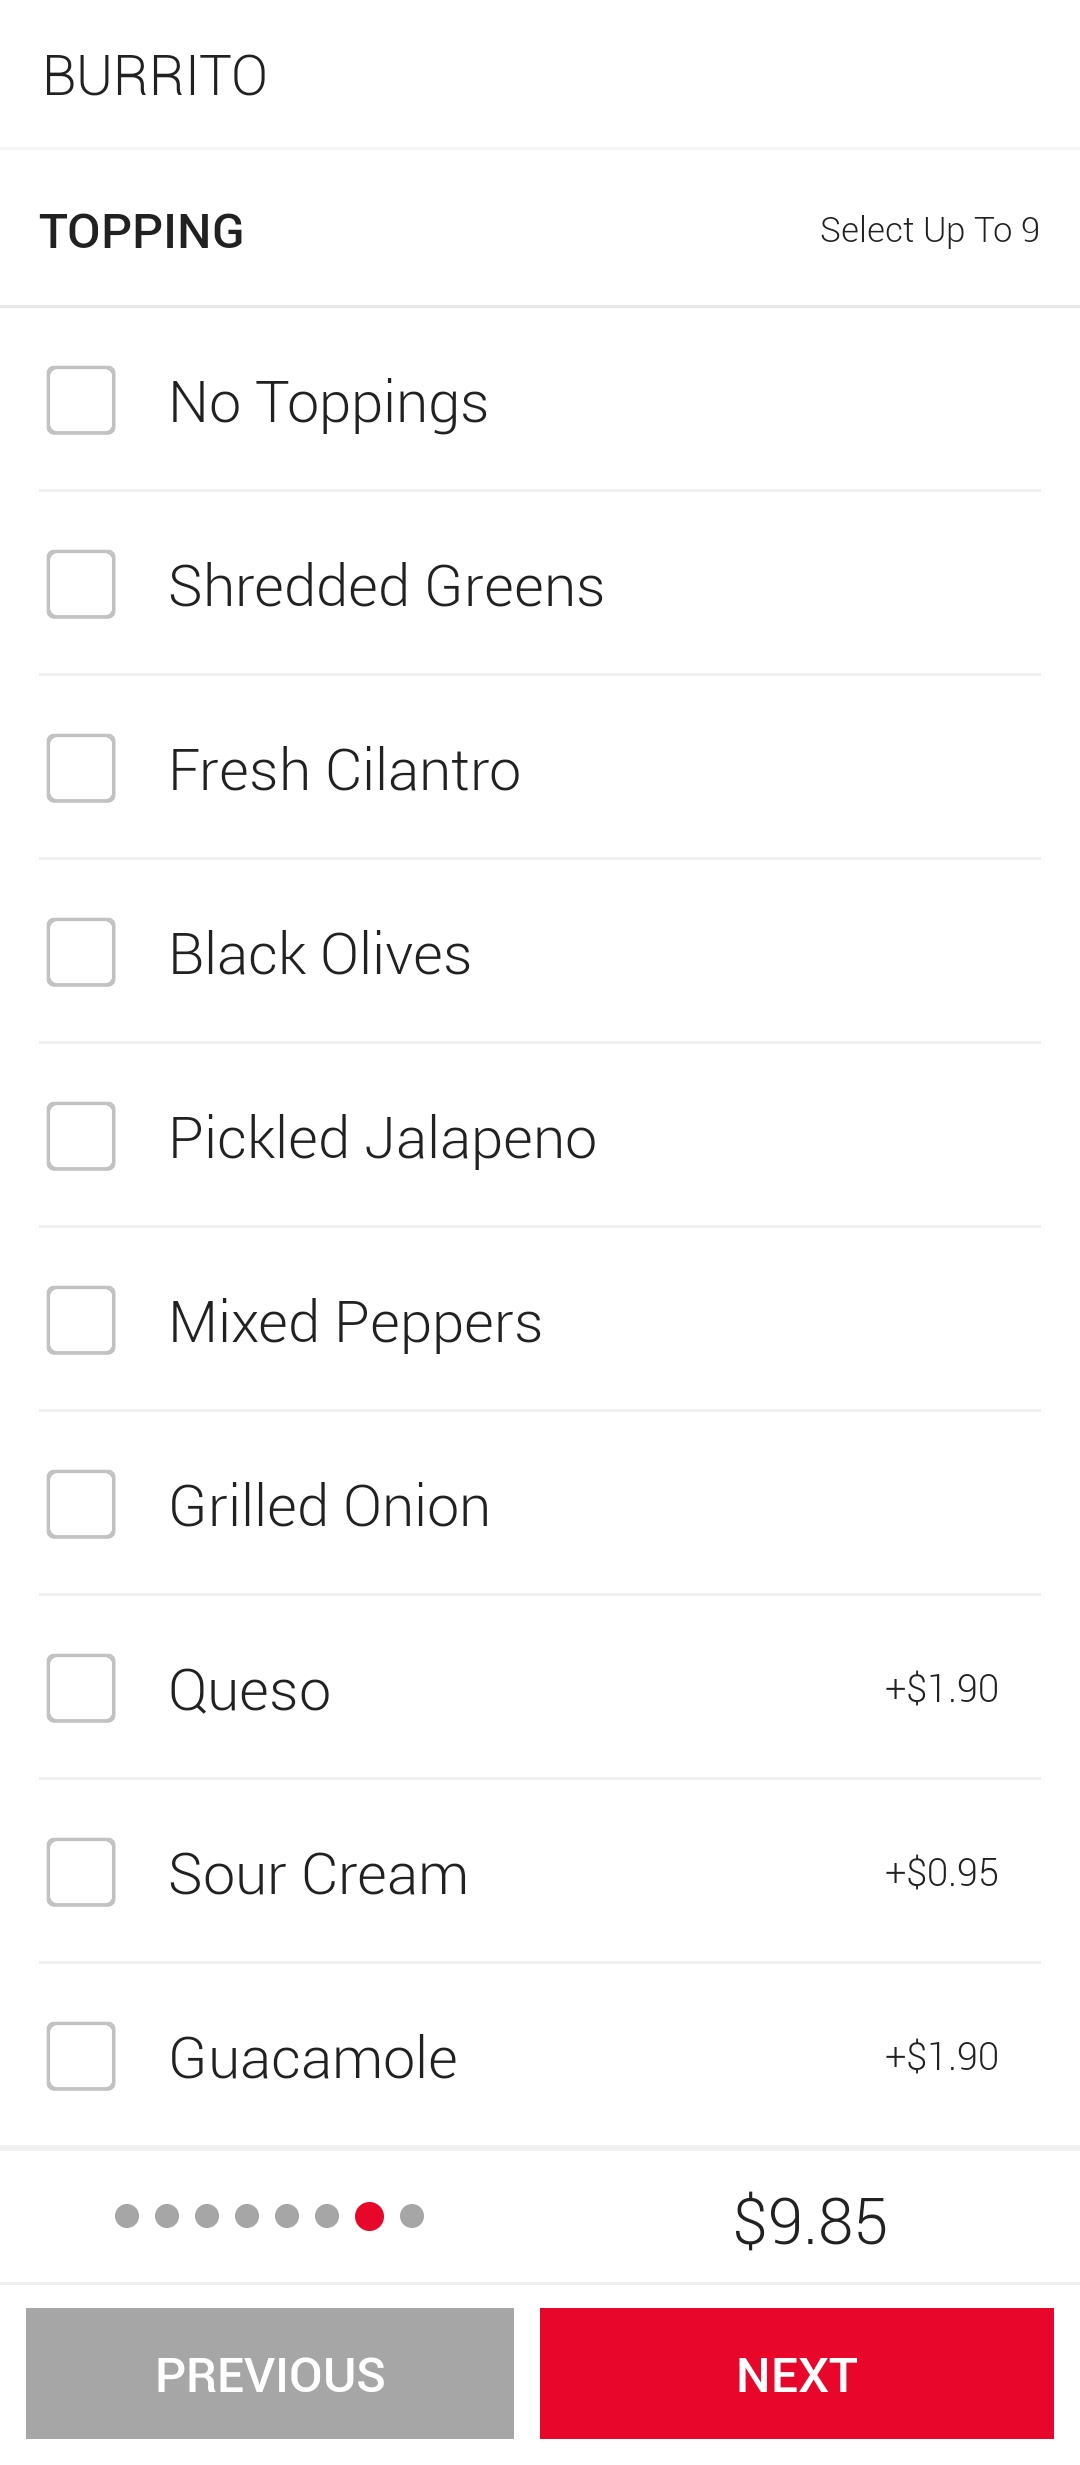 BURRITO
TOPPING Select Up To 9
No Toppings
Shredded Greens
Fresh Cilantro
Black Olives
Pickled Jalapeno
Mixed Peppers
Grilled Onion
Queso +$1.90
Sour Cream +$0.95
Guacamole +$1.90
$9.85
PREVIOUS NEXT